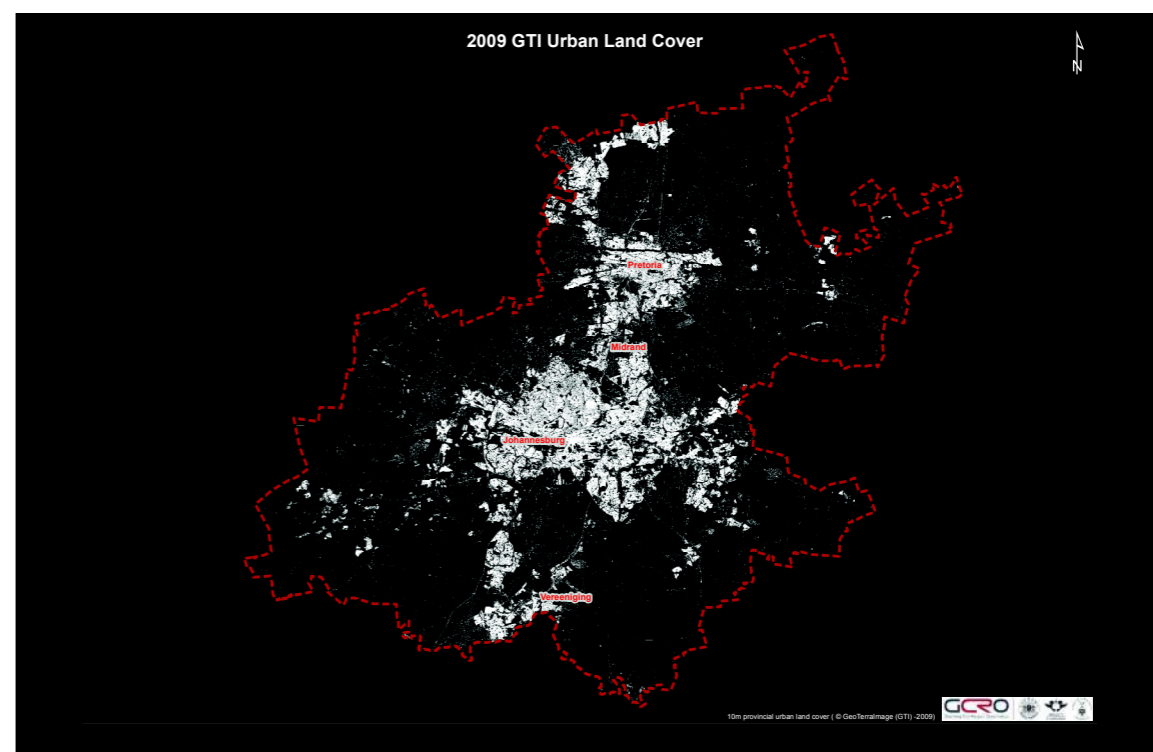 2009 GTI Urban Land Cover
N
Pretoria
Midrand
Johannesburg
Vereeniging
10m provincial urban land cover ( © GeoTerraImage (GTI) -2009)
GCRO